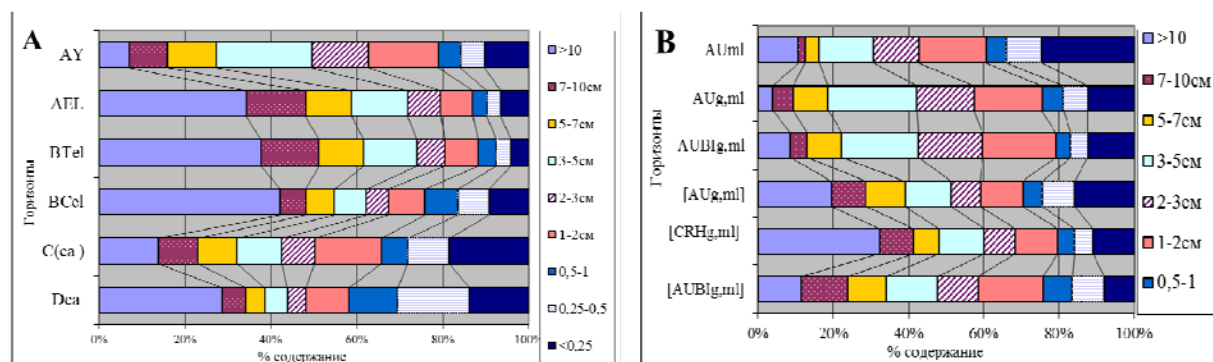 A
Горизонты
AY
AEL
BTel
BCel
C(ca )
Dca
0% 20% 40% 60% 80% 100%
% содержание
>10
7-10см
5-7см
3-5см
2-3см
1-2см
0,5-1
0,25-0,5
<0,25
B
Горизонты
AUml
AUg,ml
AUBIg,ml
[AUg,ml]
[CRHg,ml]
[AUBIg,ml]
0% 20% 40% 60% 80% 100%
% содержание
>10
7-10см
5-7см
3-5см
2-3см
1-2см
0,5-1